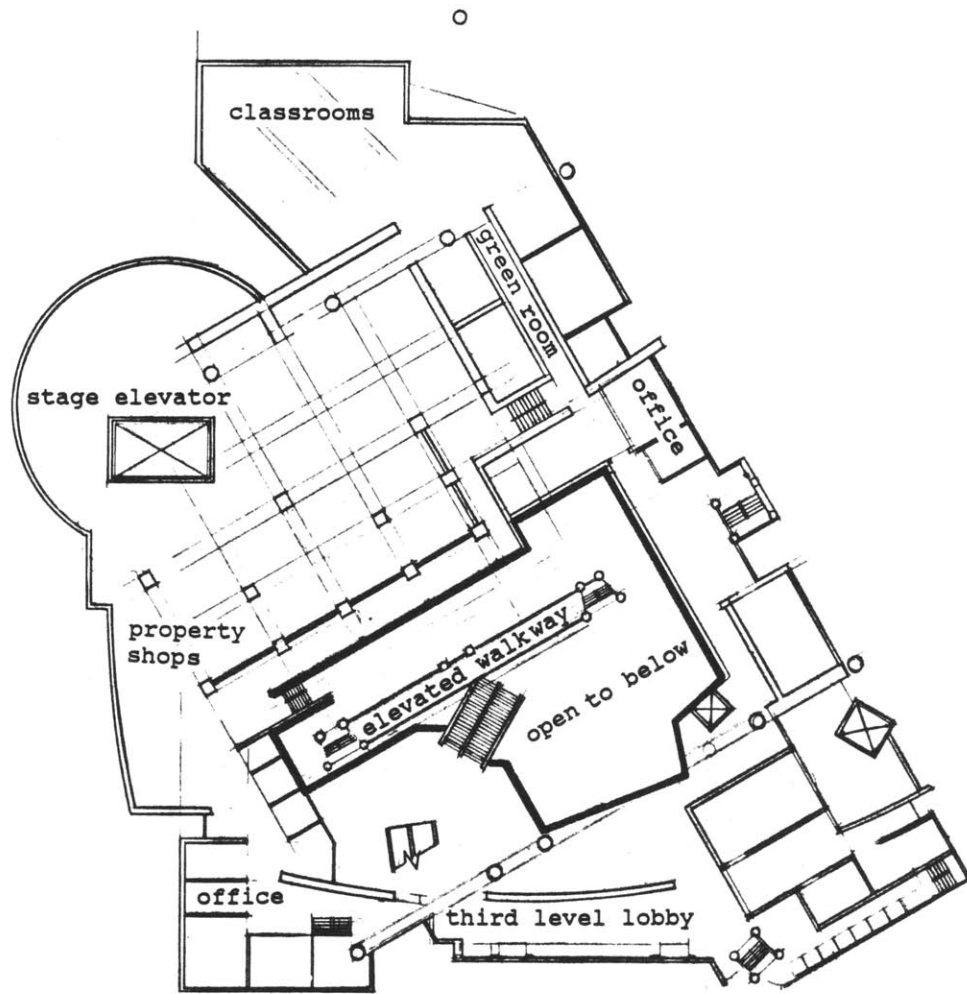 classrooms
green room
stage elevator
office
property
shops
elevated walkway
open to below
office
third level lobby